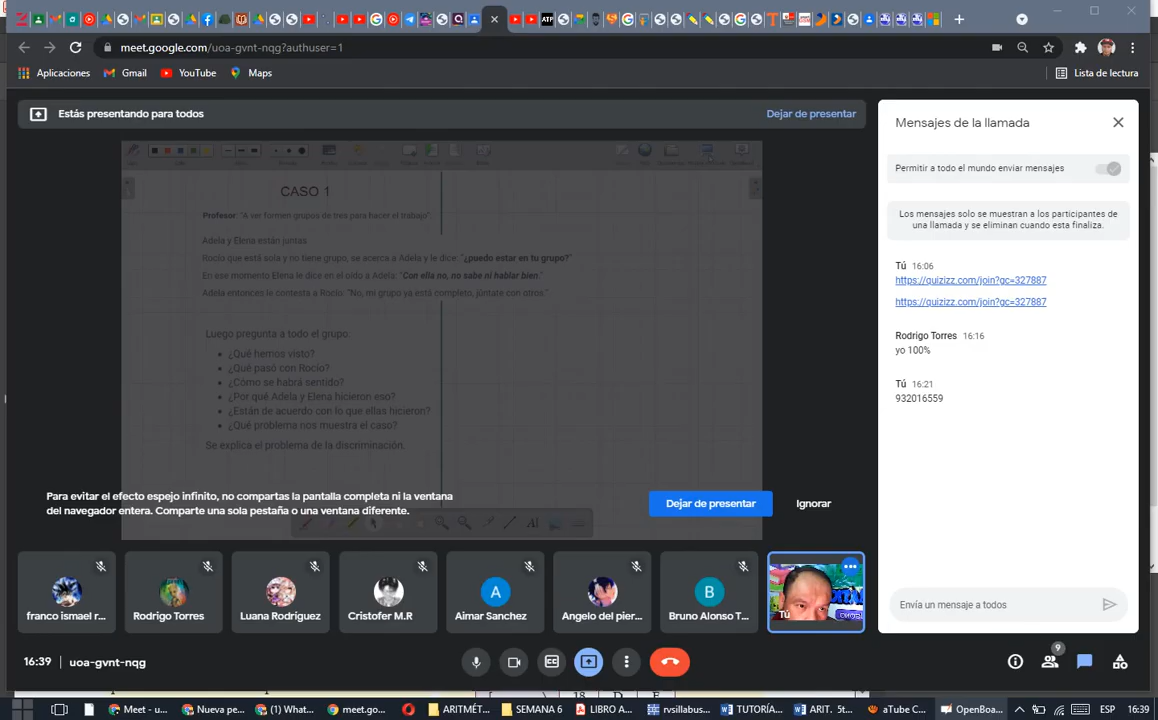 meet.google.com/uoa-gvnt-nqg?authuser=1
Aplicaciones
Gmail
YouTube
Maps
Lista de lectura
Estás presentando para todos
Dejar de presentar
CASO 1
Profesor: "A ver formen grupos de tres para hacer el trabajo".
Adela y Elena están juntas
Rocío que está sola y no tiene grupo, se acerca a Adela y le dice: "¿puedo estar en tu grupo?"
En ese momento Elena le dice en el oído a Adela: "Con ella no, no sabe ni hablar bien."
Adela entonces le contesta a Rocío: "No, mi grupo ya está completo, júntate con otros."
Luego pregunta a todo el grupo:
• ¿Qué hemos visto?
• ¿Qué pasó con Rocío?
• ¿Cómo se habrá sentido?
• ¿Por qué Adela y Elena hicieron eso?
• ¿Están de acuerdo con lo que ellas hicieron?
• ¿Qué problema nos muestra el caso?
Se explica el problema de la discriminación.
Para evitar el efecto espejo infinito, no compartas la pantalla completa ni la ventana
del navegador entera. Comparte una sola pestaña o una ventana diferente.
Dejar de presentar
Ignorar
franco ismael r...
Rodrigo Torres
Luana Rodríguez
Cristofer M.R
A
Aimar Sanchez
Angelo del pier...
B
Bruno Alonso T...
Tú
16:39
uoa-gvnt-nqg
Mensajes de la llamada
Permitir a todo el mundo enviar mensajes
Los mensajes solo se muestran a los participantes de
una llamada y se eliminan cuando esta finaliza.
Tú 16:06
https://quizizz.com/join?gc=327887
https://quizizz.com/join?gc=327887
Rodrigo Torres 16:16
yo 100%
Tú 16:21
932016559
Envía un mensaje a todos
9
18 D E
Meet - u...
Nueva pe...
(1) What...
meet.go...
ARITMÉT...
SEMANA 6
LIBRO A...
rvsillabus...
TUTORÍA...
ARIT. 5t...
aTube C...
OpenBoa...
ESP
16:39